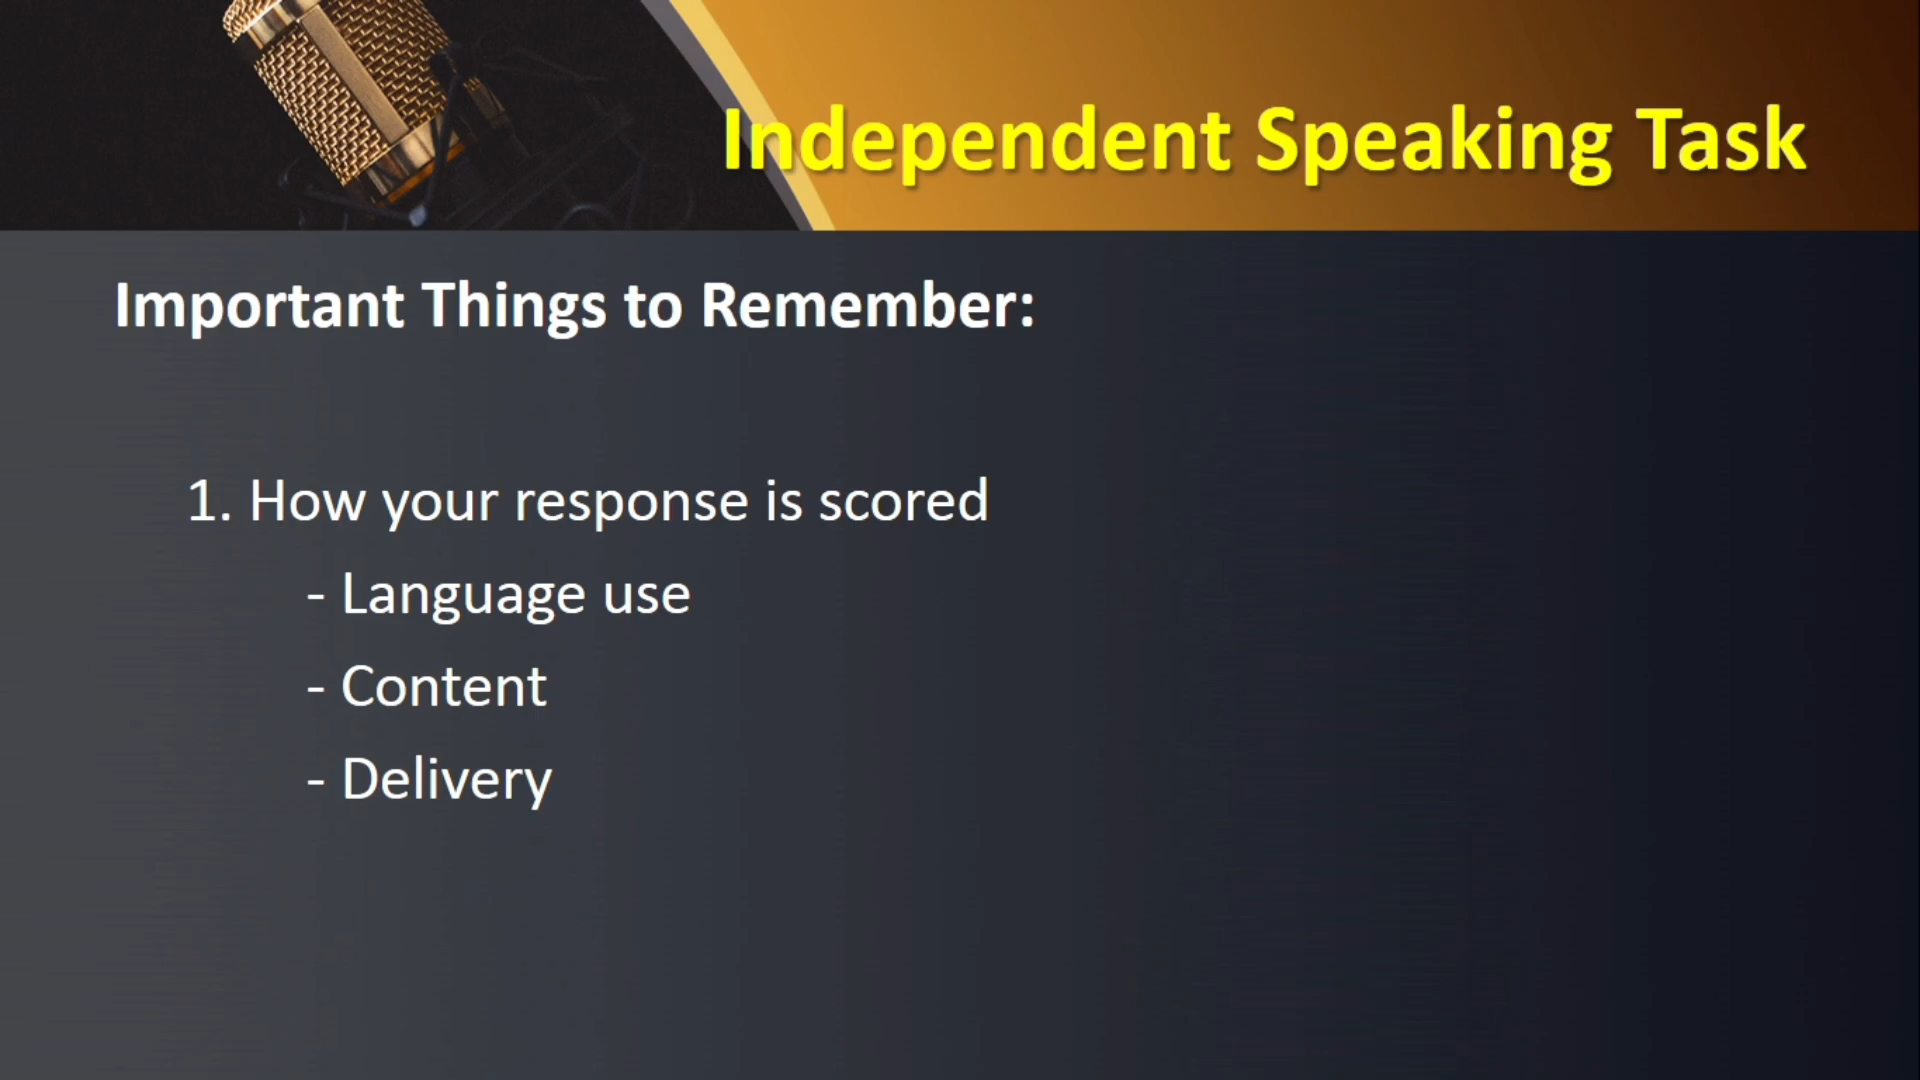 Independent Speaking Task
Important Things to Remember:
1. How your response is scored
- Language use
- Content
- Delivery